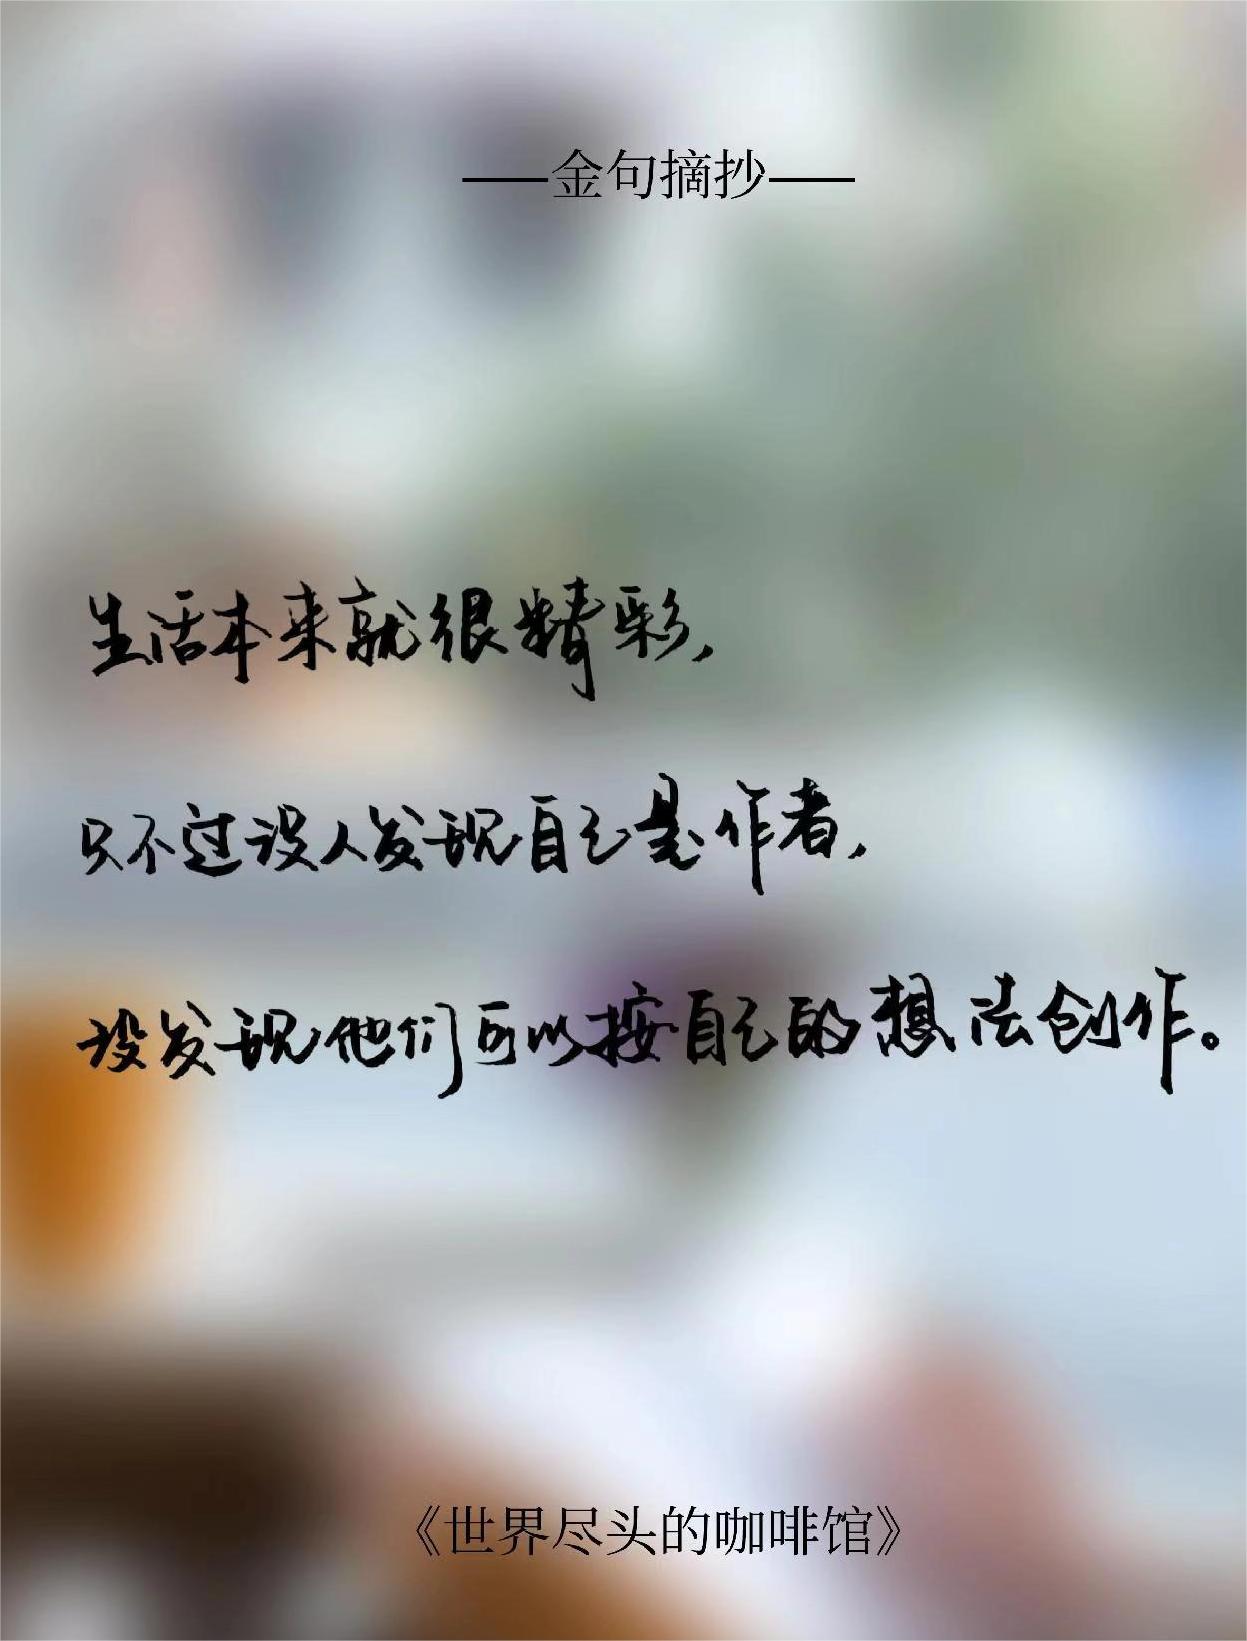 ——金句摘抄——
生活本来就很精彩,
只不过没人发现自己是作者,
没发现他们可以按自己的想法创作。
《世界尽头的咖啡馆》